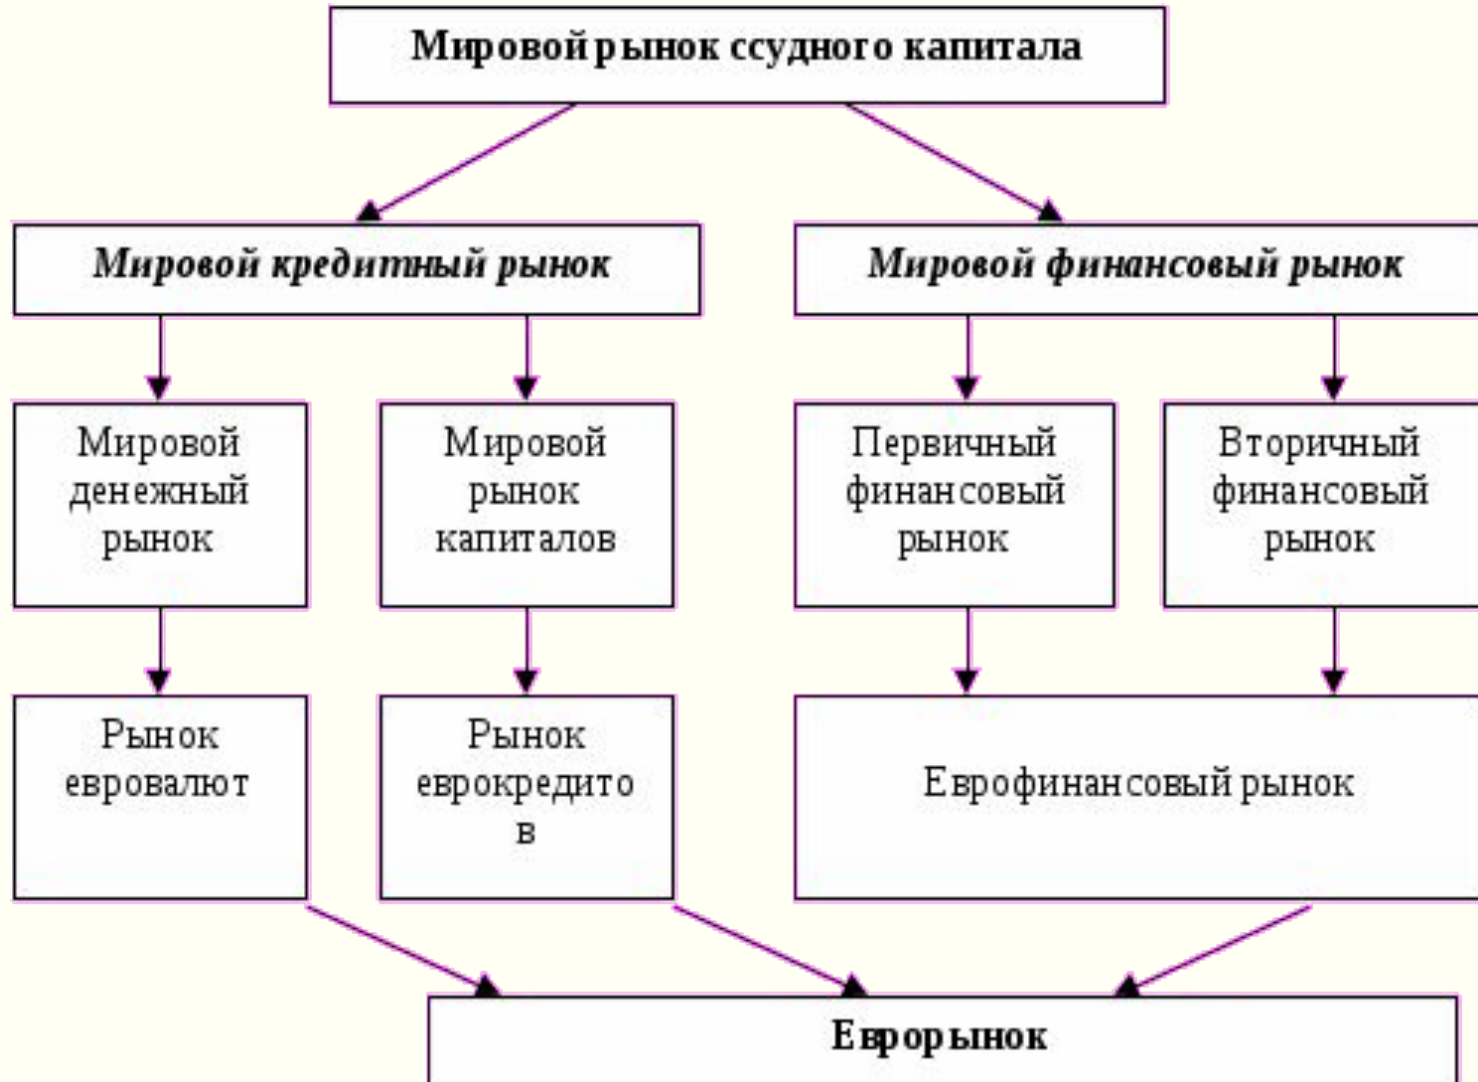 Мировой рынок ссудного капитала
Мировой кредитный рынок
Мировой финансовый рынок
Мировой
денежный
рынок
Мировой
рынок
капиталов
Первичный
финансовый
рынок
Вторичный
финансовый
рынок
Рынок
евровалют
Рынок
еврокредито
в
Еврофинансовый рынок
Еврорынок